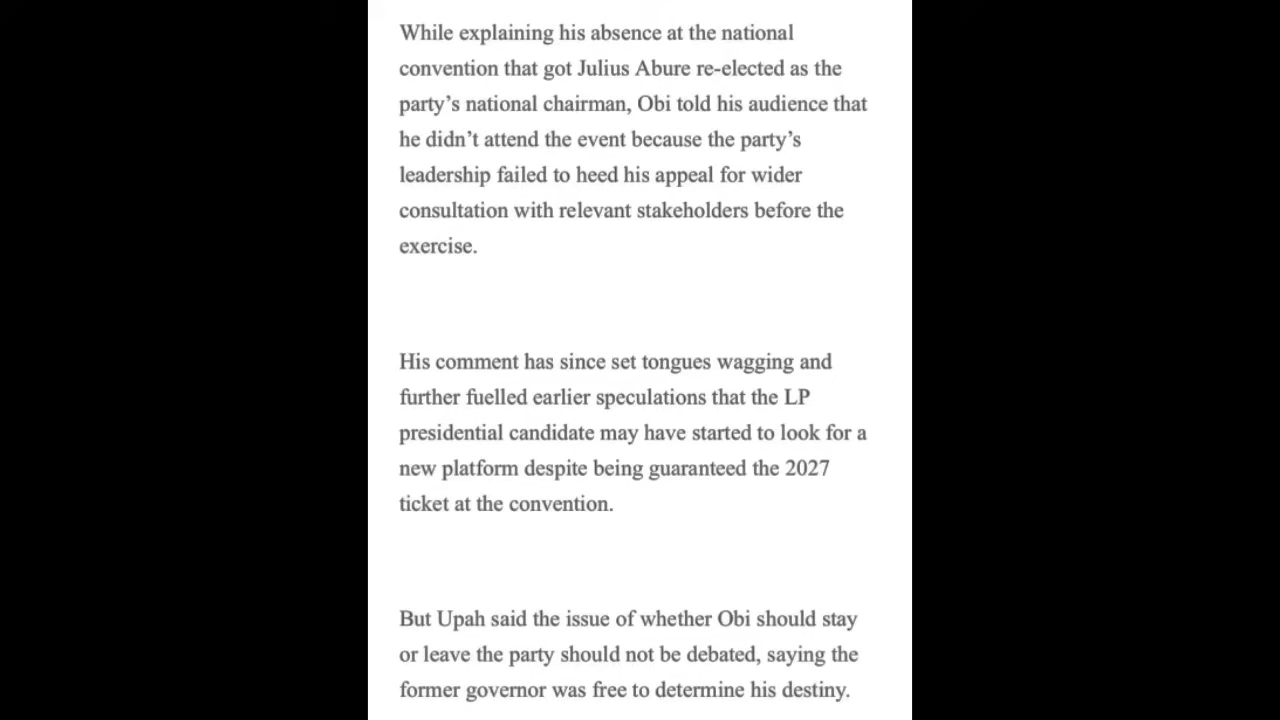 While explaining his absence at the national
convention that got Julius Abure re-elected as the
party’s national chairman, Obi told his audience that
he didn’t attend the event because the party’s
leadership failed to heed his appeal for wider
consultation with relevant stakeholders before the
exercise.
His comment has since set tongues wagging and
further fuelled earlier speculations that the LP
presidential candidate may have started to look for a
new platform despite being guaranteed the 2027
ticket at the convention.
But Upah said the issue of whether Obi should stay
or leave the party should not be debated, saying the
former governor was free to determine his destiny.